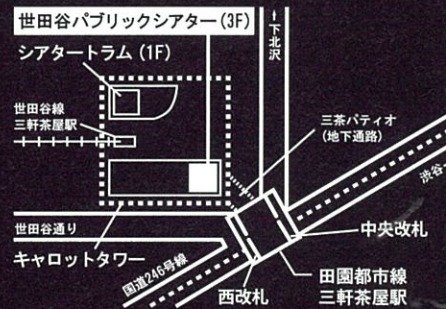 世田谷パブリックシアター(3F)
シアタートラム(1F)
↑下北沢
世田谷線
三軒茶屋駅
三茶パティオ
(地下通路)
渋谷→
世田谷通り
キャロットタワー
中央改札
国道246号線
田園都市線
三軒茶屋駅
西改札